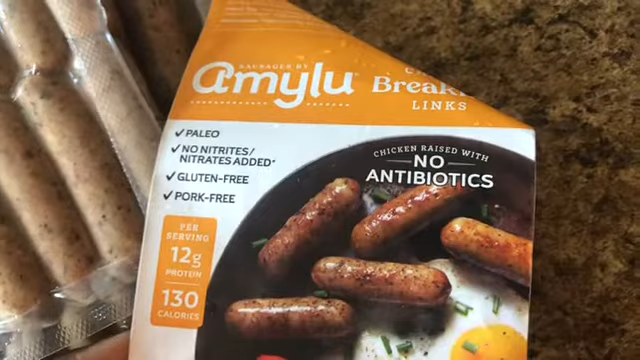 SAUSAGES BY
amylu
LINKS
✓ PALEO
✓ NO NITRITES/
NITRATES ADDED*
✓ GLUTEN-FREE
✓ PORK-FREE
CHICKEN RAISED WITH
NO
ANTIBIOTICS
PER
SERVING
12g
PROTEIN
130
CALORIES